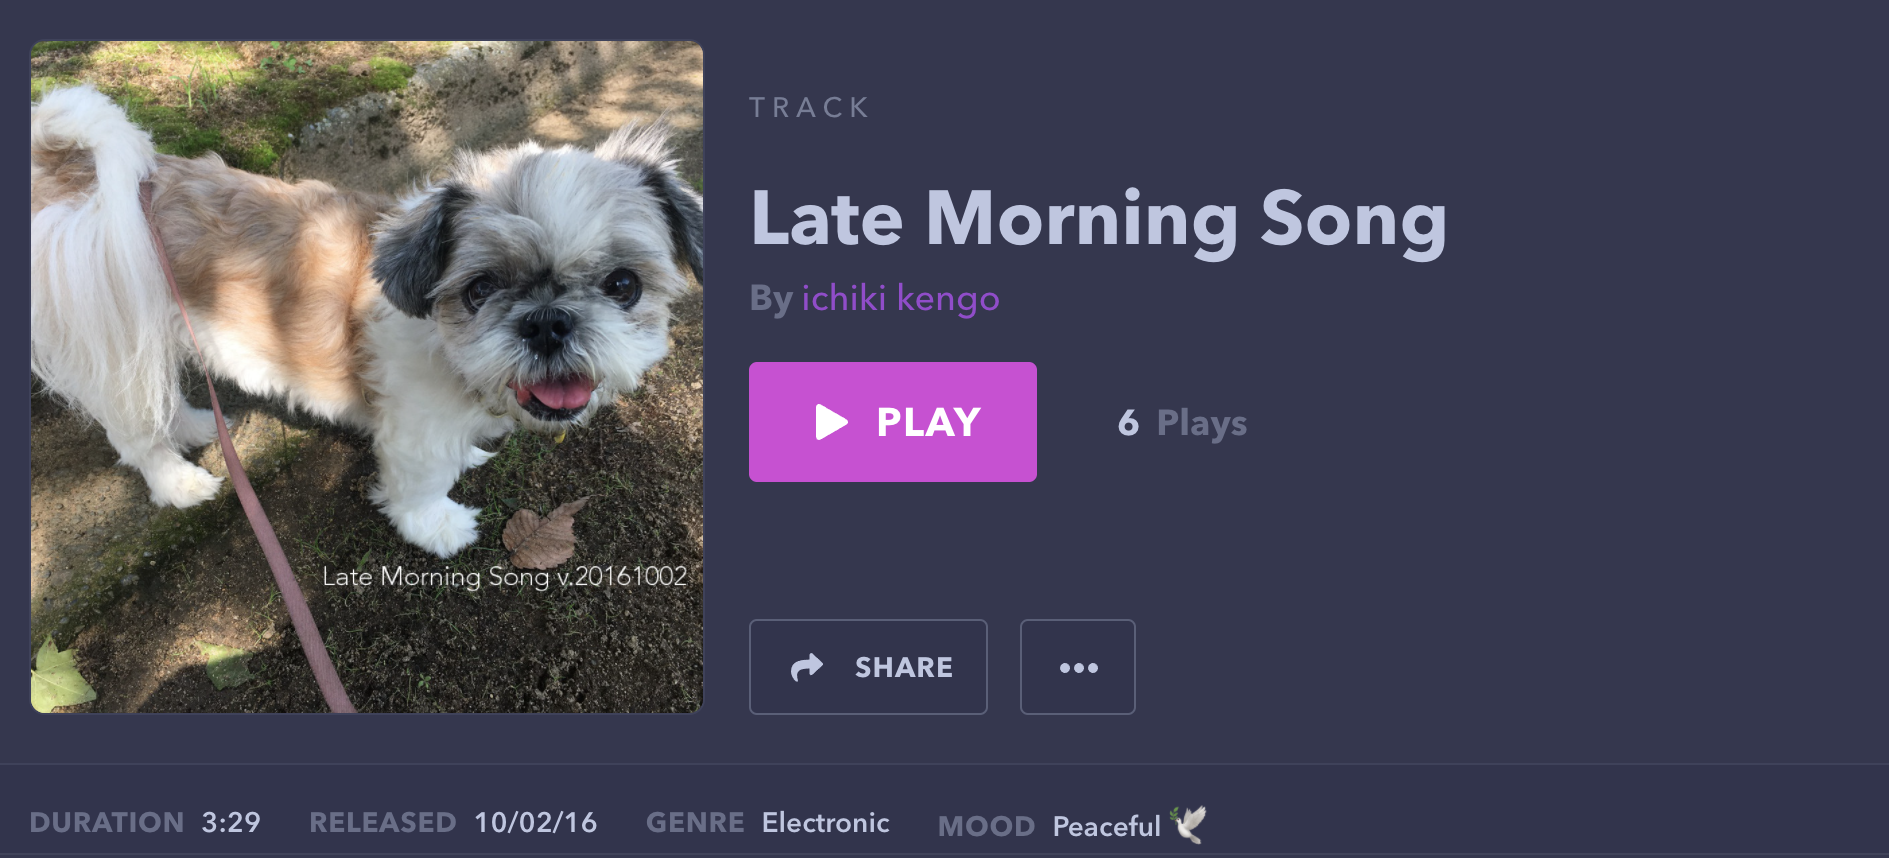 TRACK
Late Morning Song
By ichiki kengo
PLAY
6 Plays
Late Morning Song v.20161002
SHARE
DURATION 3:29 RELEASED 10/02/16 GENRE Electronic MOOD Peaceful 🕊